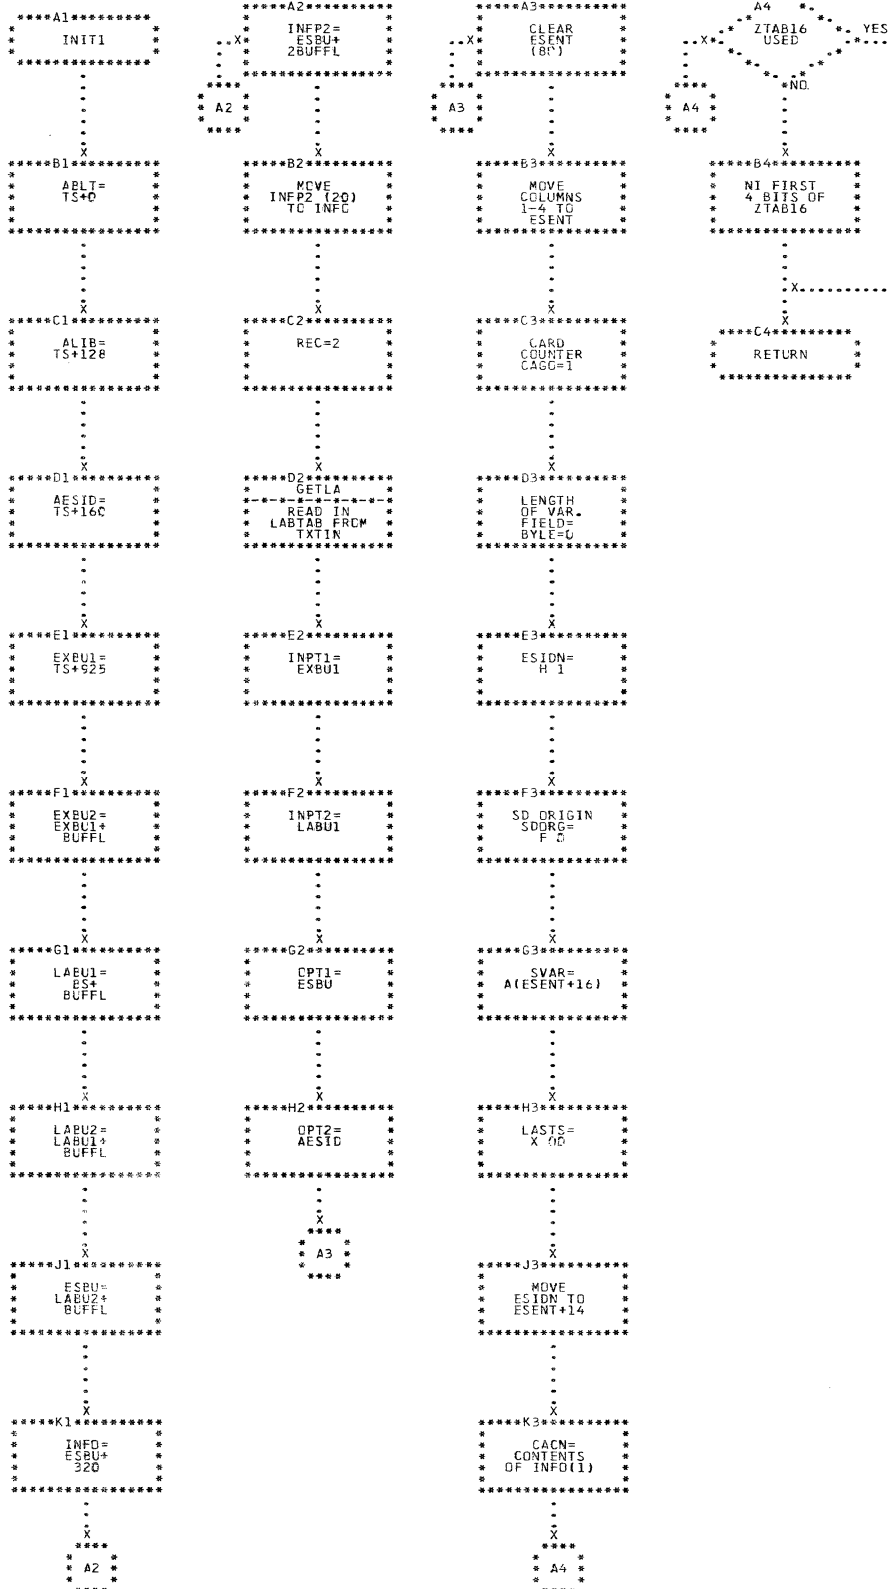 A1
INIT1
B1
ABLT=
TS+0
C1
ALIB=
TS+128
D1
AESID=
TS+160
E1
EXBU1=
TS+925
F1
EXBU2=
EXBU1+
BUFFL
G1
LABU1=
BS+
BUFFL
H1
LABU2=
LABU1+
BUFFL
J1
ESBU=
LABU2+
BUFFL
K1
INFO=
ESBU+
320
A2
A2
INFP2=
ESBU+
2BUFFL
A2
B2
MOVE
INFP2 (20)
TO INFO
C2
REC=2
D2
GETLA
READ IN
LABTAB FROM
TXTIN
E2
INPT1=
EXBU1
F2
INPT2=
LABU1
G2
OPT1=
ESBU
H2
OPT2=
AESID
A3
A3
CLEAR
ESENT
(80)
A3
B3
MOVE
COLUMNS
1-4 TO
ESENT
C3
CARD
COUNTER
D3
LENGTH
OF VAR.
FIELD=
BYLE=0
E3
ESIDN=
H 1
F3
SD ORIGIN
SDORG=
F 0
G3
SVAR=
A(ESENT+16)
H3
LASTS=
X 00
J3
MOVE
ESIDN TO
ESENT+14
K3
CACN=
CONTENTS
OF INFO(1)
A4
A4
ZTAB16
USED
YES
NO
A4
B4
NI FIRST
4 BITS OF
ZTAB16
C4
RETURN